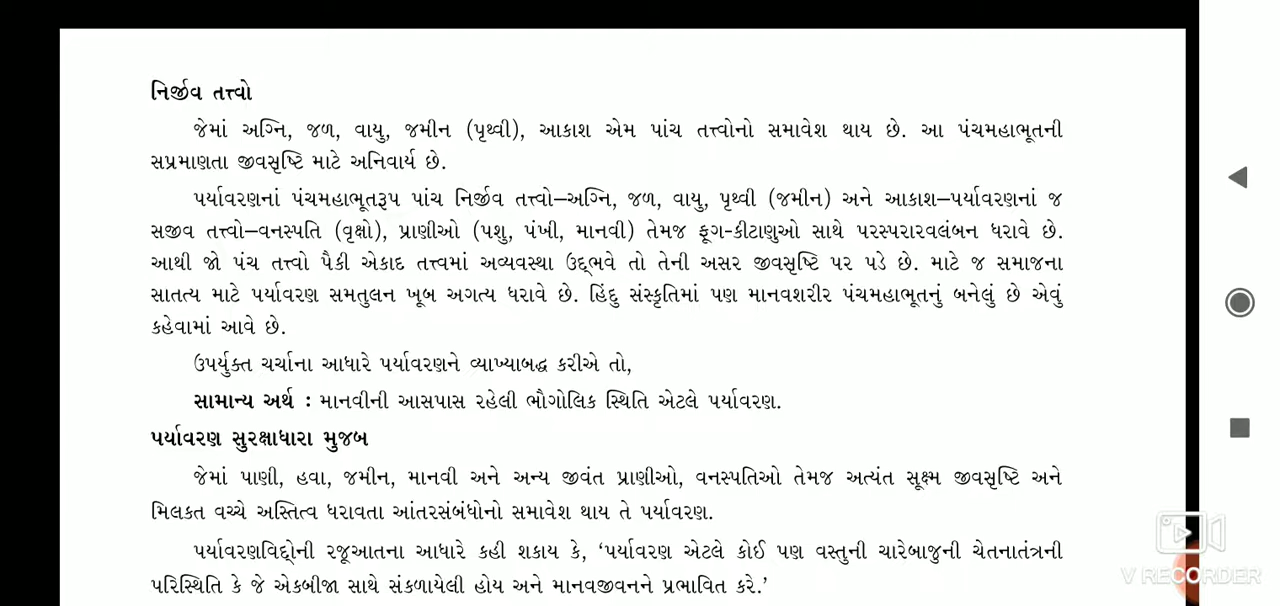 નિર્જીવ તત્ત્વો
જેમાં અગ્નિ, જળ, વાયુ, જમીન (પૃથ્વી), આકાશ એમ પાંચ તત્ત્વોનો સમાવેશ થાય છે. આ પંચમહાભૂતની
સપ્રમાણતા જીવસૃષ્ટિ માટે અનિવાર્ય છે.
પર્યાવરણનાં પંચમહાભૂતરૂપ પાંચ નિર્જીવ તત્ત્વો–અગ્નિ, જળ, વાયુ, પૃથ્વી (જમીન) અને આકાશ–પર્યાવરણનાં જ
સજીવ તત્ત્વો–વનસ્પતિ (વૃક્ષો), પ્રાણીઓ (પશુ, પંખી, માનવી) તેમજ ફૂગ-કીટાણુઓ સાથે પરસ્પરાવલંબન ધરાવે છે.
આથી જો પંચ તત્ત્વો પૈકી એકાદ તત્ત્વમાં અવ્યવસ્થા ઉદ્ભવે તો તેની અસર જીવસૃષ્ટિ પર પડે છે. માટે જ સમાજના
સાતત્ય માટે પર્યાવરણ સમતુલન ખૂબ અગત્ય ધરાવે છે. હિંદુ સંસ્કૃતિમાં પણ માનવશરીર પંચમહાભૂતનું બનેલું છે એવું
કહેવામાં આવે છે.
ઉપર્યુક્ત ચર્ચાના આધારે પર્યાવરણને વ્યાખ્યાબદ્ધ કરીએ તો,
સામાન્ય અર્થ : માનવીની આસપાસ રહેલી ભૌગોલિક સ્થિતિ એટલે પર્યાવરણ.
પર્યાવરણ સુરક્ષાધારા મુજબ
જેમાં પાણી, હવા, જમીન, માનવી અને અન્ય જીવંત પ્રાણીઓ, વનસ્પતિઓ તેમજ અત્યંત સૂક્ષ્મ જીવસૃષ્ટિ અને
મિલકત વચ્ચે અસ્તિત્વ ધરાવતા આંતરસંબંધોનો સમાવેશ થાય તે પર્યાવરણ.
પર્યાવરણવિદ્દોની રજૂઆતના આધારે કહી શકાય કે, ‘પર્યાવરણ એટલે કોઈ પણ વસ્તુની ચારેબાજુની ચેતનાતંત્રની
પરિસ્થિતિ કે જે એકબીજા સાથે સંકળાયેલી હોય અને માનવજીવનને પ્રભાવિત કરે.’
V RECORDER